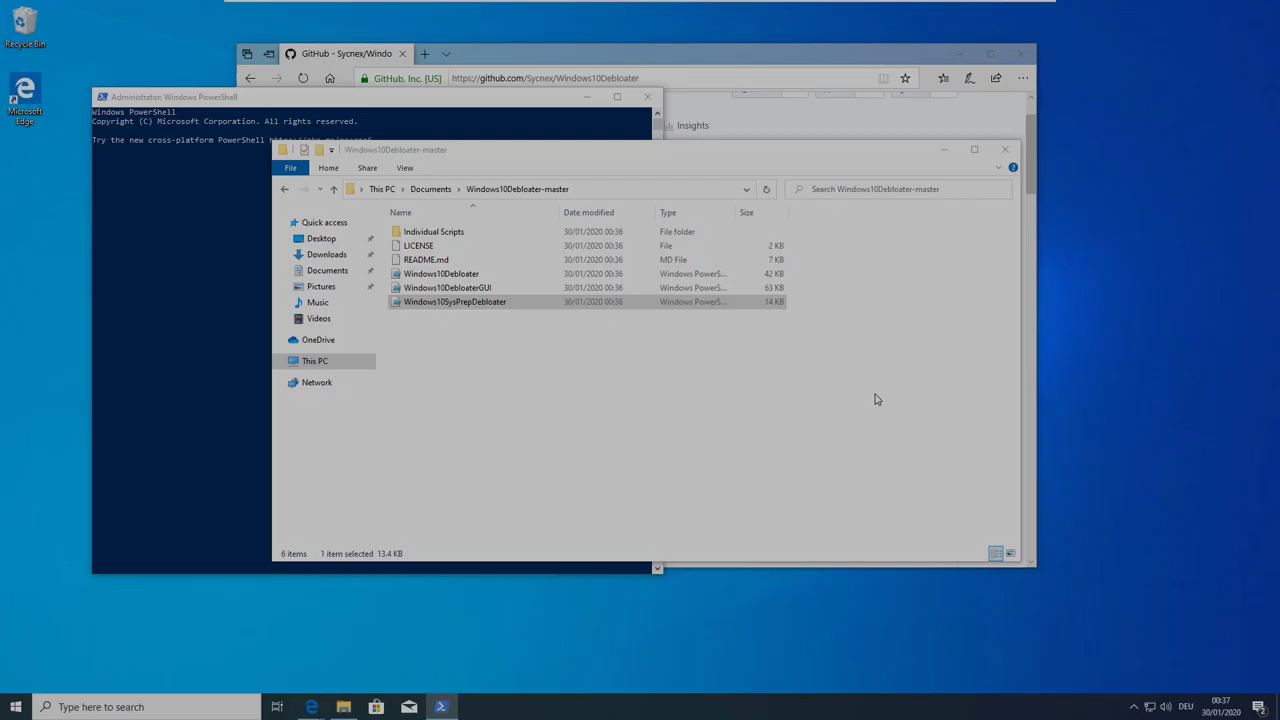 Recycle Bin
Microsoft
Edge
GitHub - Sycnex/Windo
GitHub, Inc. [US]
https://github.com/Sycnex/Windows10Debloater
Insights
Administrator: Windows PowerShell
Windows PowerShell
Copyright (C) Microsoft Corporation. All rights reserved.
Try the new cross-platform PowerShell
Windows10Debloater-master
File Home Share View
This PC Documents Windows10Debloater-master
Search Windows10Debloater-master
Name Date modified Type Size
Quick access
Desktop
Downloads
Documents
Pictures
Music
Videos
OneDrive
This PC
Network
Individual Scripts 30/01/2020 00:36 File folder
LICENSE 30/01/2020 00:36 File 2 KB
README.md 30/01/2020 00:36 MD File 7 KB
Windows10Debloater 30/01/2020 00:36 Windows PowerS... 42 KB
Windows10DebloaterGUI 30/01/2020 00:36 Windows PowerS... 63 KB
Windows10SysPrepDebloater 30/01/2020 00:36 Windows PowerS... 14 KB
6 items 1 item selected 13.4 KB
Type here to search
DEU
00:37
30/01/2020
2